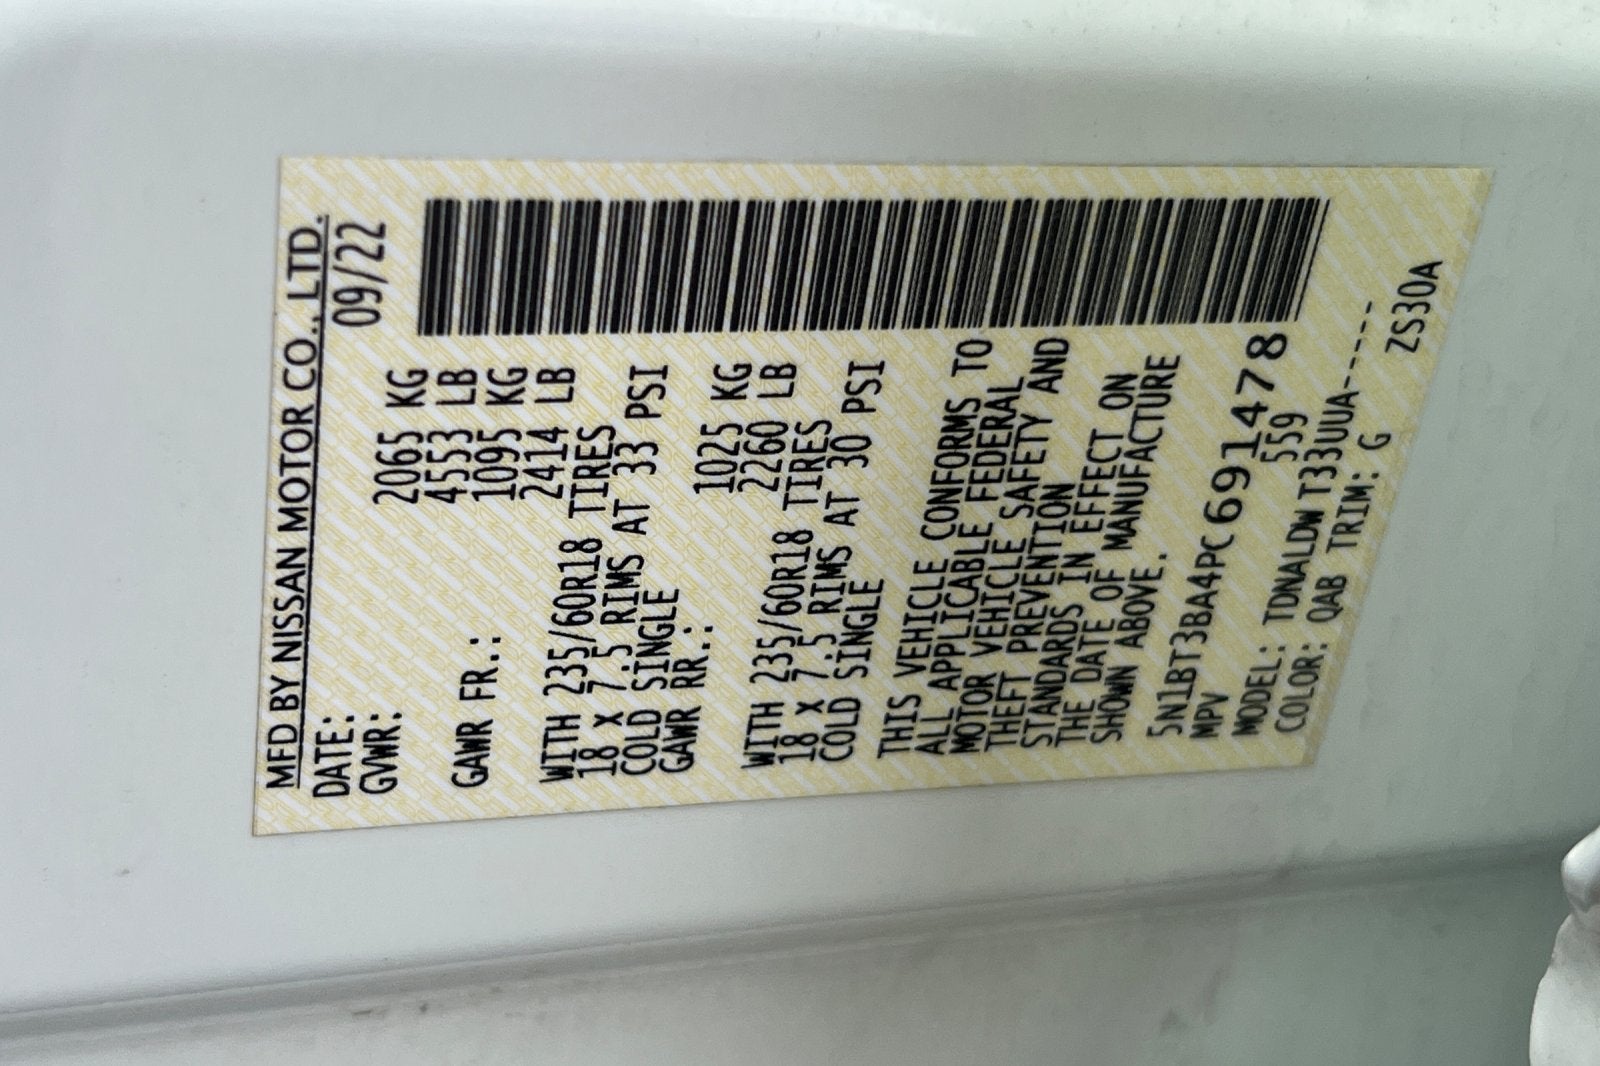 MFD BY NISSAN MOTOR CO., LTD.
DATE: 09/22
GVWR: 2065 KG
4553 LB
GAWR FR.: 1095 KG
2414 LB
WITH 235/60R18 TIRES
18 X 7.5 RIMS AT 33 PSI
COLD SINGLE
GAWR RR.: 1025 KG
2260 LB
WITH 235/60R18 TIRES
18 X 7.5 RIMS AT 30 PSI
COLD SINGLE
THIS VEHICLE CONFORMS TO
ALL APPLICABLE FEDERAL
MOTOR VEHICLE SAFETY AND
THEFT PREVENTION
STANDARDS IN EFFECT ON
THE DATE OF MANUFACTURE
SHOWN ABOVE.
5N1BT3BA4PC691478
MPV 559
MODEL: TDNALDW T33UUA-----
COLOR: QAB TRIM: G ZS30A